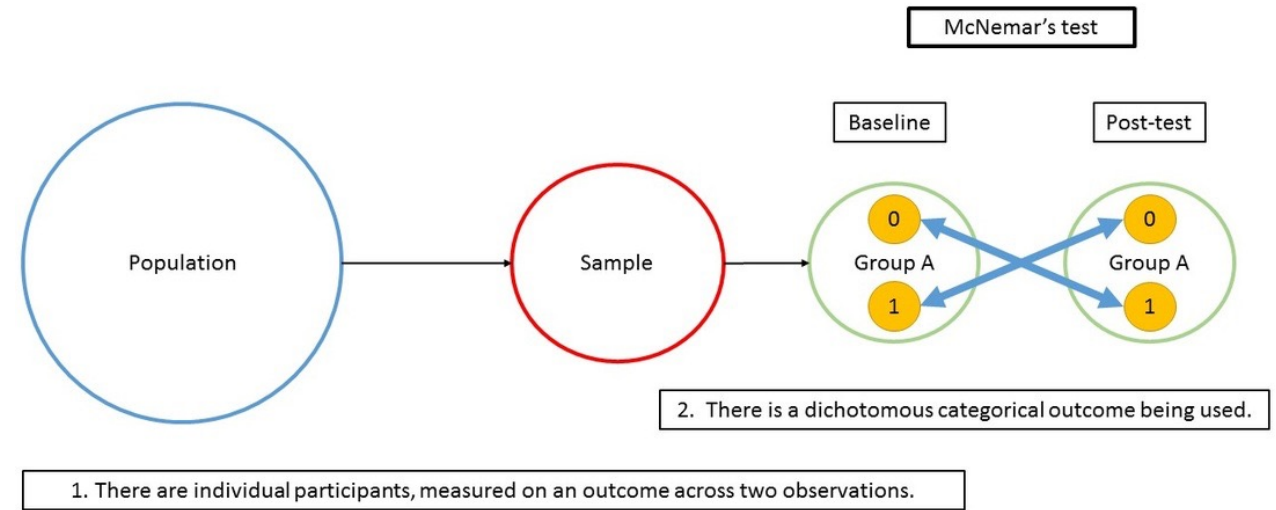 McNemar's test
Baseline
Post-test
Population
Sample
0
Group A
1
0
Group A
1
2. There is a dichotomous categorical outcome being used.
1. There are individual participants, measured on an outcome across two observations.